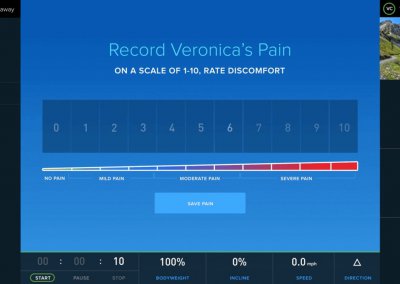 away
VC
Record Veronica's Pain
ON A SCALE OF 1-10, RATE DISCOMFORT
0 1 2 3 4 5 6 7 8 9 10
NO PAIN MILD PAIN MODERATE PAIN SEVERE PAIN
SAVE PAIN
00 : 00 : 10 100% 0% 0.0 mph
START PAUSE STOP BODYWEIGHT INCLINE SPEED DIRECTION